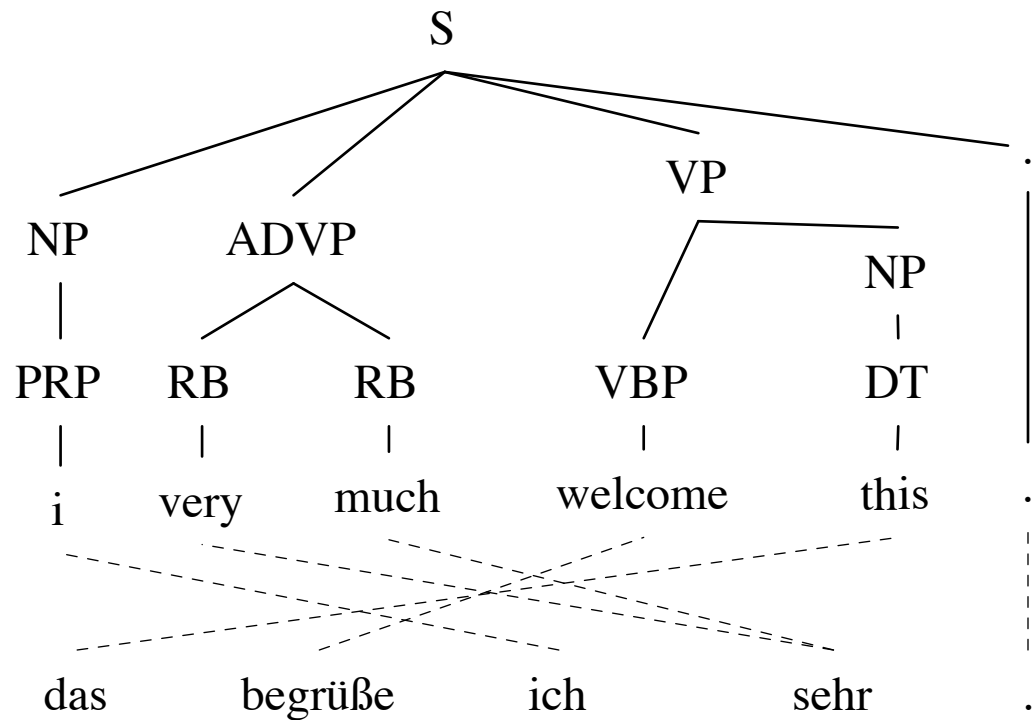 S
VP .
NP ADVP
NP
PRP RB RB VBP DT
i very much welcome this .
das begrüße ich sehr .